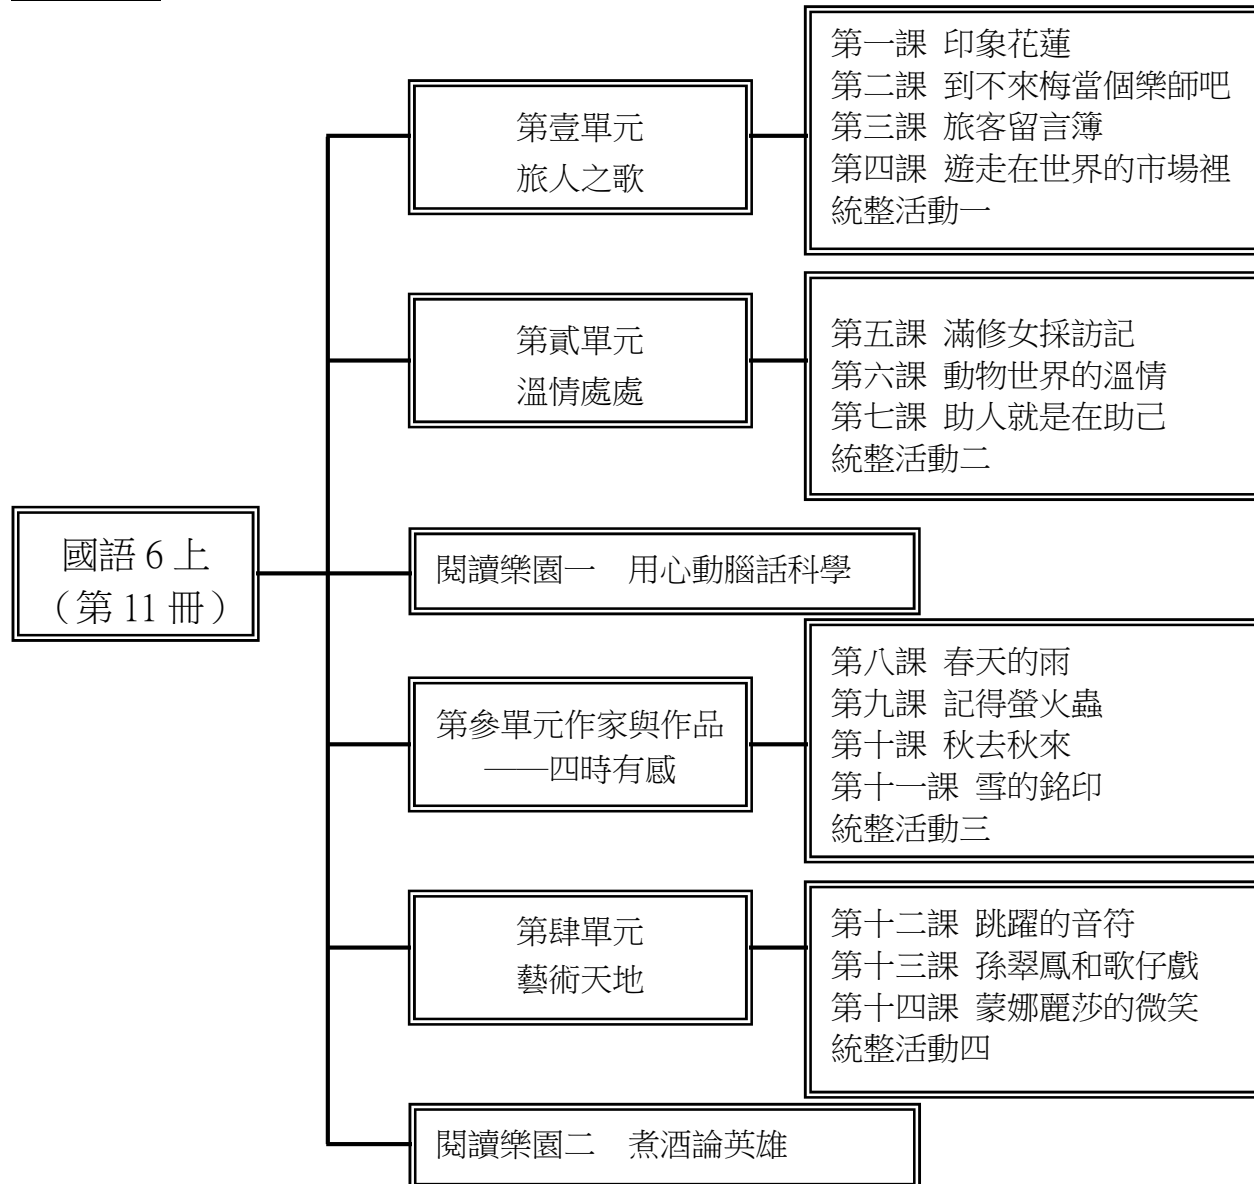 國語 6 上
（第 11 冊）
第壹單元
旅人之歌
第一課 印象花蓮
第二課 到不來梅當個樂師吧
第三課 旅客留言簿
第四課 遊走在世界的市場裡
統整活動一
第貳單元
溫情處處
第五課 滿修女採訪記
第六課 動物世界的溫情
第七課 助人就是在助己
統整活動二
閱讀樂園一　用心動腦話科學
第參單元作家與作品
——四時有感
第八課 春天的雨
第九課 記得螢火蟲
第十課 秋去秋來
第十一課 雪的銘印
統整活動三
第肆單元
藝術天地
第十二課 跳躍的音符
第十三課 孫翠鳳和歌仔戲
第十四課 蒙娜麗莎的微笑
統整活動四
閱讀樂園二　煮酒論英雄